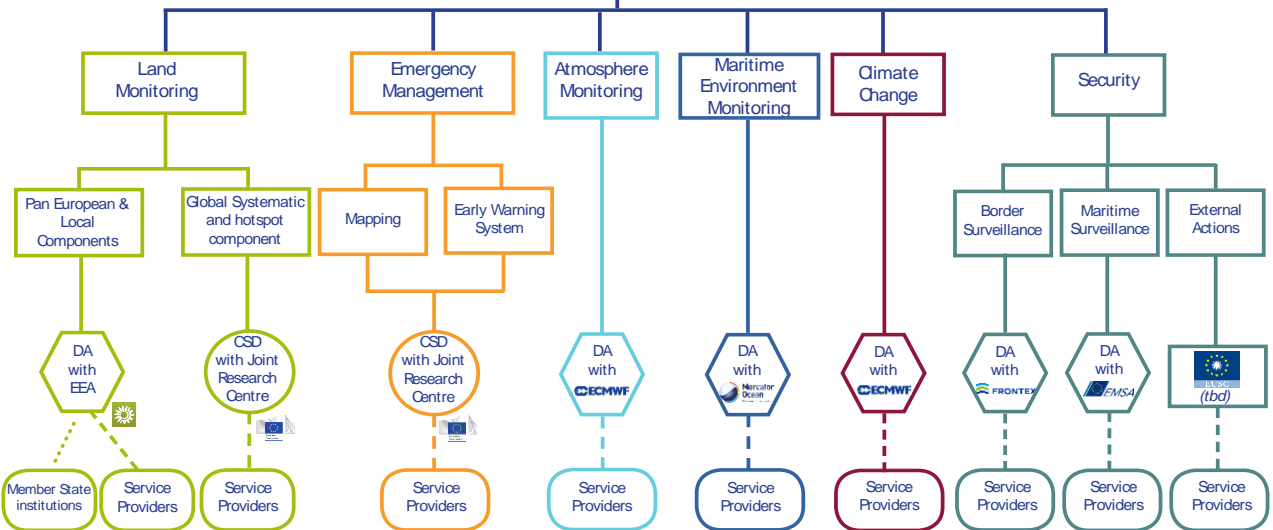 Land
Monitoring
Emergency
Management
Atmosphere
Monitoring
Maritime
Environment
Monitoring
Climate
Change
Security
Pan European &
Local
Components
Global Systematic
and hotspot
component
Mapping
Early Warning
System
Border
Surveillance
Maritime
Surveillance
External
Actions
DA
with
EEA
CSD
with Joint
Research
Centre
CSD
with Joint
Research
Centre
DA
with
ECMWF
DA
with
Mercator
Ocean
DA
with
ECMWF
DA
with
FRONTEX
DA
with
EMSA
EUSC
(tbd)
Member State
institutions
Service
Providers
Service
Providers
Service
Providers
Service
Providers
Service
Providers
Service
Providers
Service
Providers
Service
Providers
Service
Providers